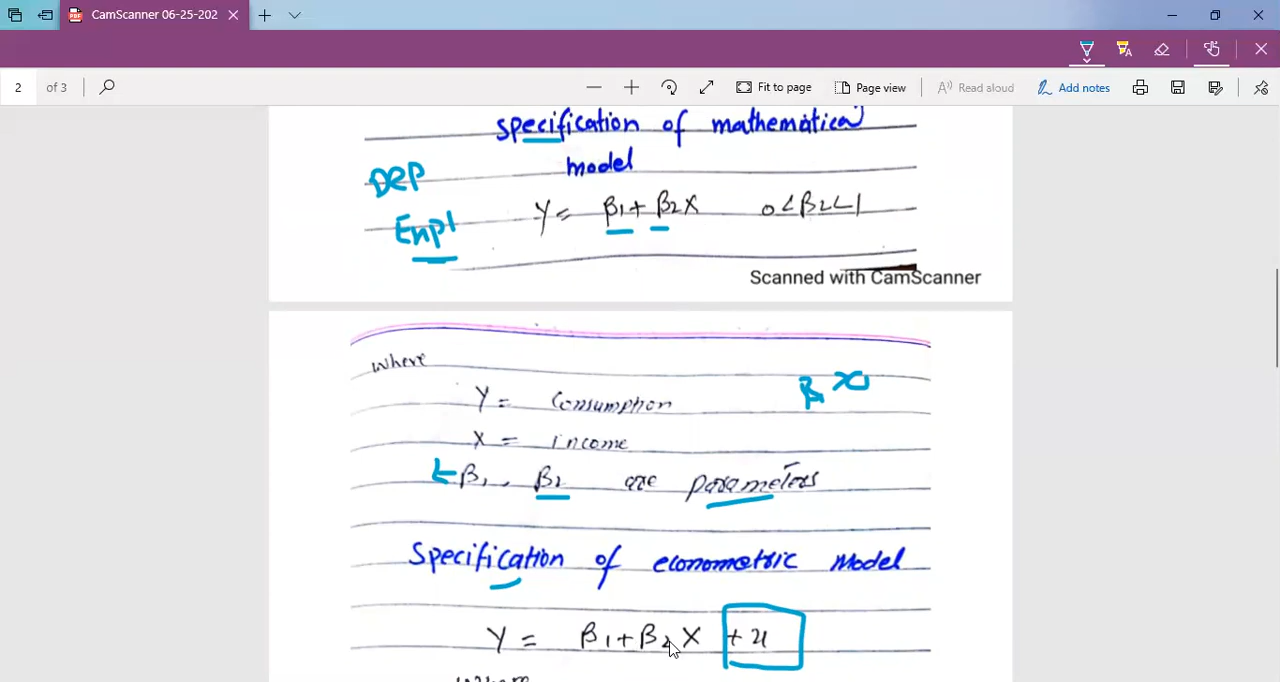 CamScanner 06-25-202
2 of 3
Fit to page
Page view
Read aloud
Add notes
specification of mathematical
model
DEP
Y = β1 + β2X 0<β2<1
Expl
Scanned with CamScanner
Where
Y = Consumption
X = income
β1, β2 are parameters
Specification of econometric Model
Y = β1 + β2 X + u